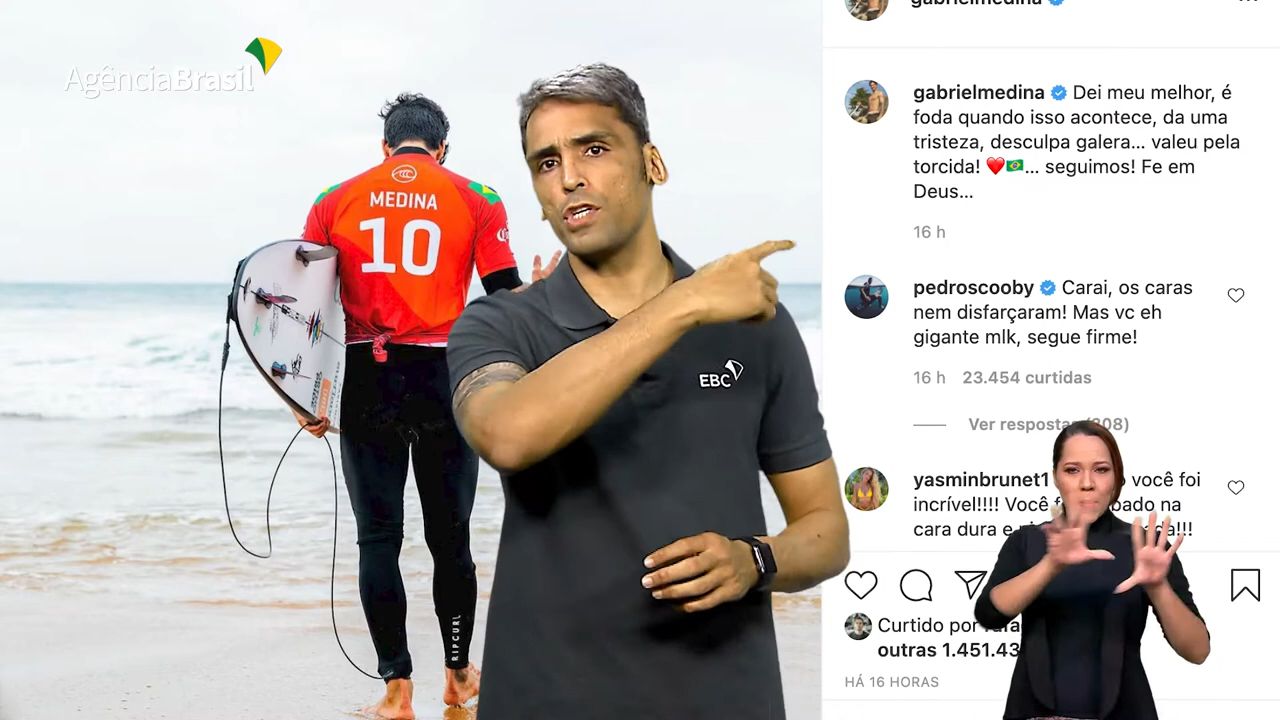 AgênciaBrasil
MEDINA
10
RIPCURL
EBC
gabrielmedina
gabrielmedina Dei meu melhor, é
foda quando isso acontece, da uma
tristeza, desculpa galera... valeu pela
torcida! ❤️🇧🇷... seguimos! Fe em
Deus...
16 h
pedroscooby Carai, os caras
nem disfarçaram! Mas vc eh
gigante mlk, segue firme!
16 h 23.454 curtidas
Ver respostas
yasminbrunet1 você foi
incrível!!!! Você
cara dura e
Curtido por
outras 1.451.43
HÁ 16 HORAS